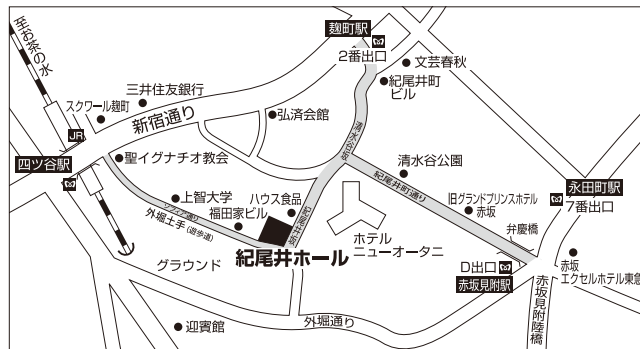 至お茶の水
麹町駅
2番出口
文芸春秋
紀尾井町
ビル
三井住友銀行
スクワール麹町
弘済会館
新宿通り
JR
四ツ谷駅
聖イグナチオ教会
清水谷坂
清水谷公園
紀尾井町通り
永田町駅
7番出口
上智大学
ソフィア通り
外堀土手(遊歩道)
福田家ビル
ハウス食品
紀尾井坂
旧グランドプリンスホテル
赤坂
弁慶橋
ホテル
ニューオータニ
紀尾井ホール
グラウンド
D出口
赤坂見附駅
赤坂
エクセルホテル東急
赤坂見附陸橋
外堀通り
迎賓館